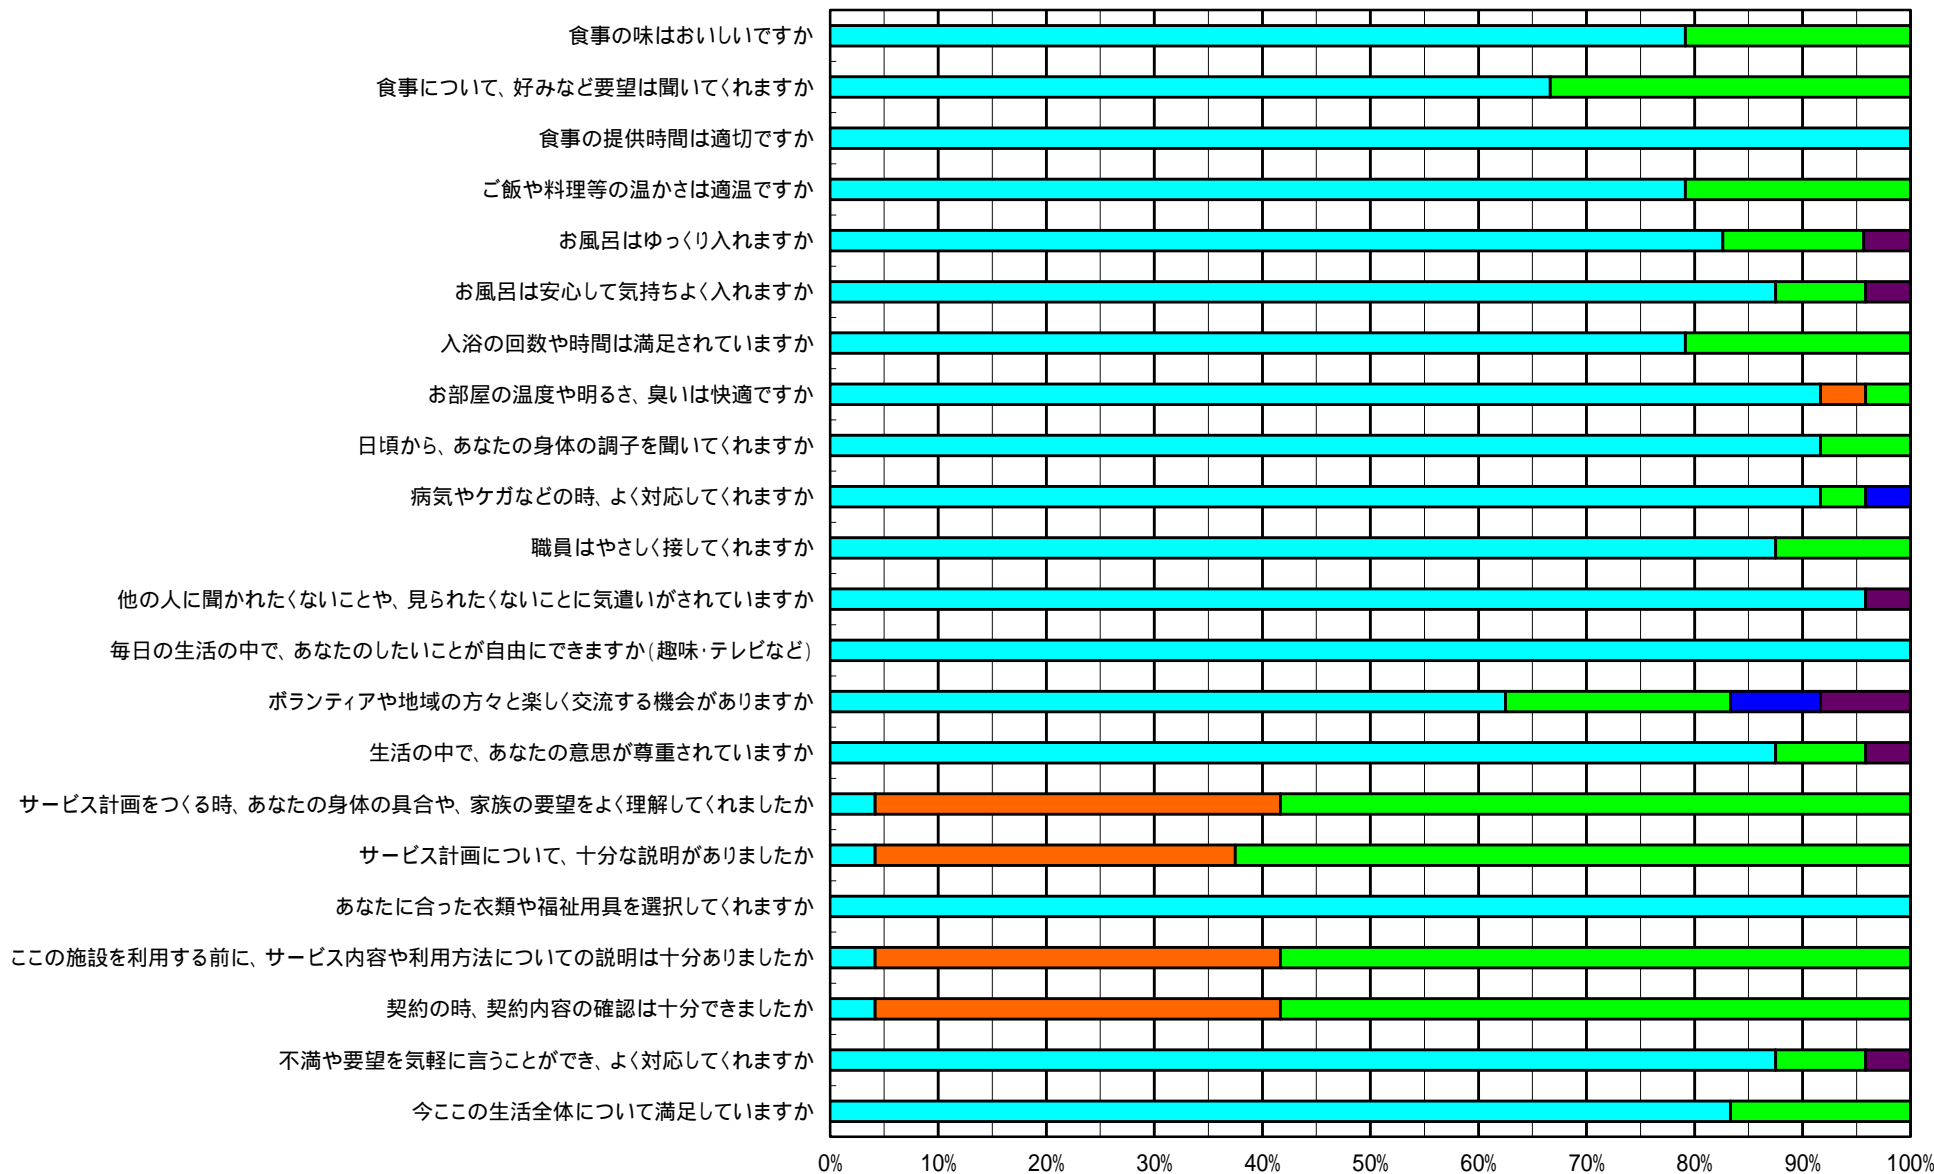 食事の味はおいしいですか
食事について、好みなど要望は聞いてくれますか
食事の提供時間は適切ですか
ご飯や料理等の温かさは適温ですか
お風呂はゆっくり入れますか
お風呂は安心して気持ちよく入れますか
入浴の回数や時間は満足されていますか
お部屋の温度や明るさ、臭いは快適ですか
日頃から、あなたの身体の調子を聞いてくれますか
病気やケガなどの時、よく対応してくれますか
職員はやさしく接してくれますか
他の人に聞かれたくないことや、見られたくないことに気遣いがされていますか
毎日の生活の中で、あなたのしたいことが自由にできますか(趣味・テレビなど)
ボランティアや地域の方々と楽しく交流する機会がありますか
生活の中で、あなたの意思が尊重されていますか
サービス計画をつくる時、あなたの身体の具合や、家族の要望をよく理解してくれましたか
サービス計画について、十分な説明がありましたか
あなたに合った衣類や福祉用具を選択してくれますか
ここの施設を利用する前に、サービス内容や利用方法についての説明は十分ありましたか
契約の時、契約内容の確認は十分できましたか
不満や要望を気軽に言うことができ、よく対応してくれますか
今ここの生活全体について満足していますか
0% 10% 20% 30% 40% 50% 60% 70% 80% 90% 100%